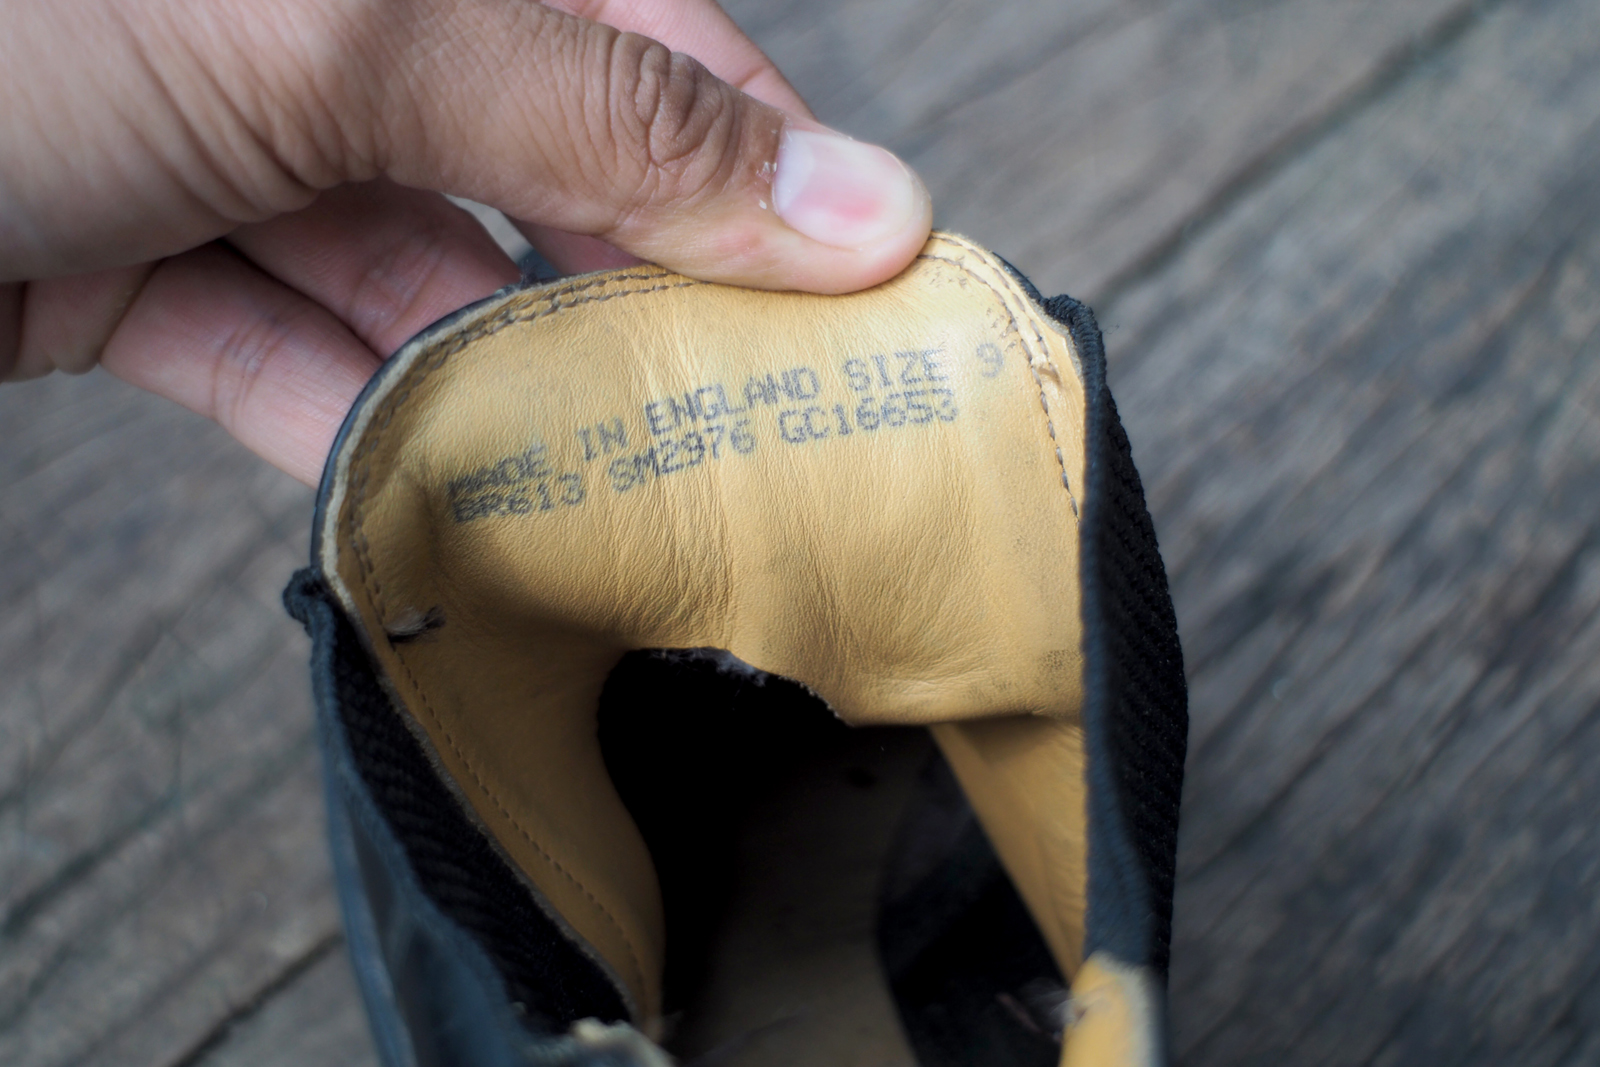 MADE IN ENGLAND SIZE 9
BR613 SM2976 GC16653